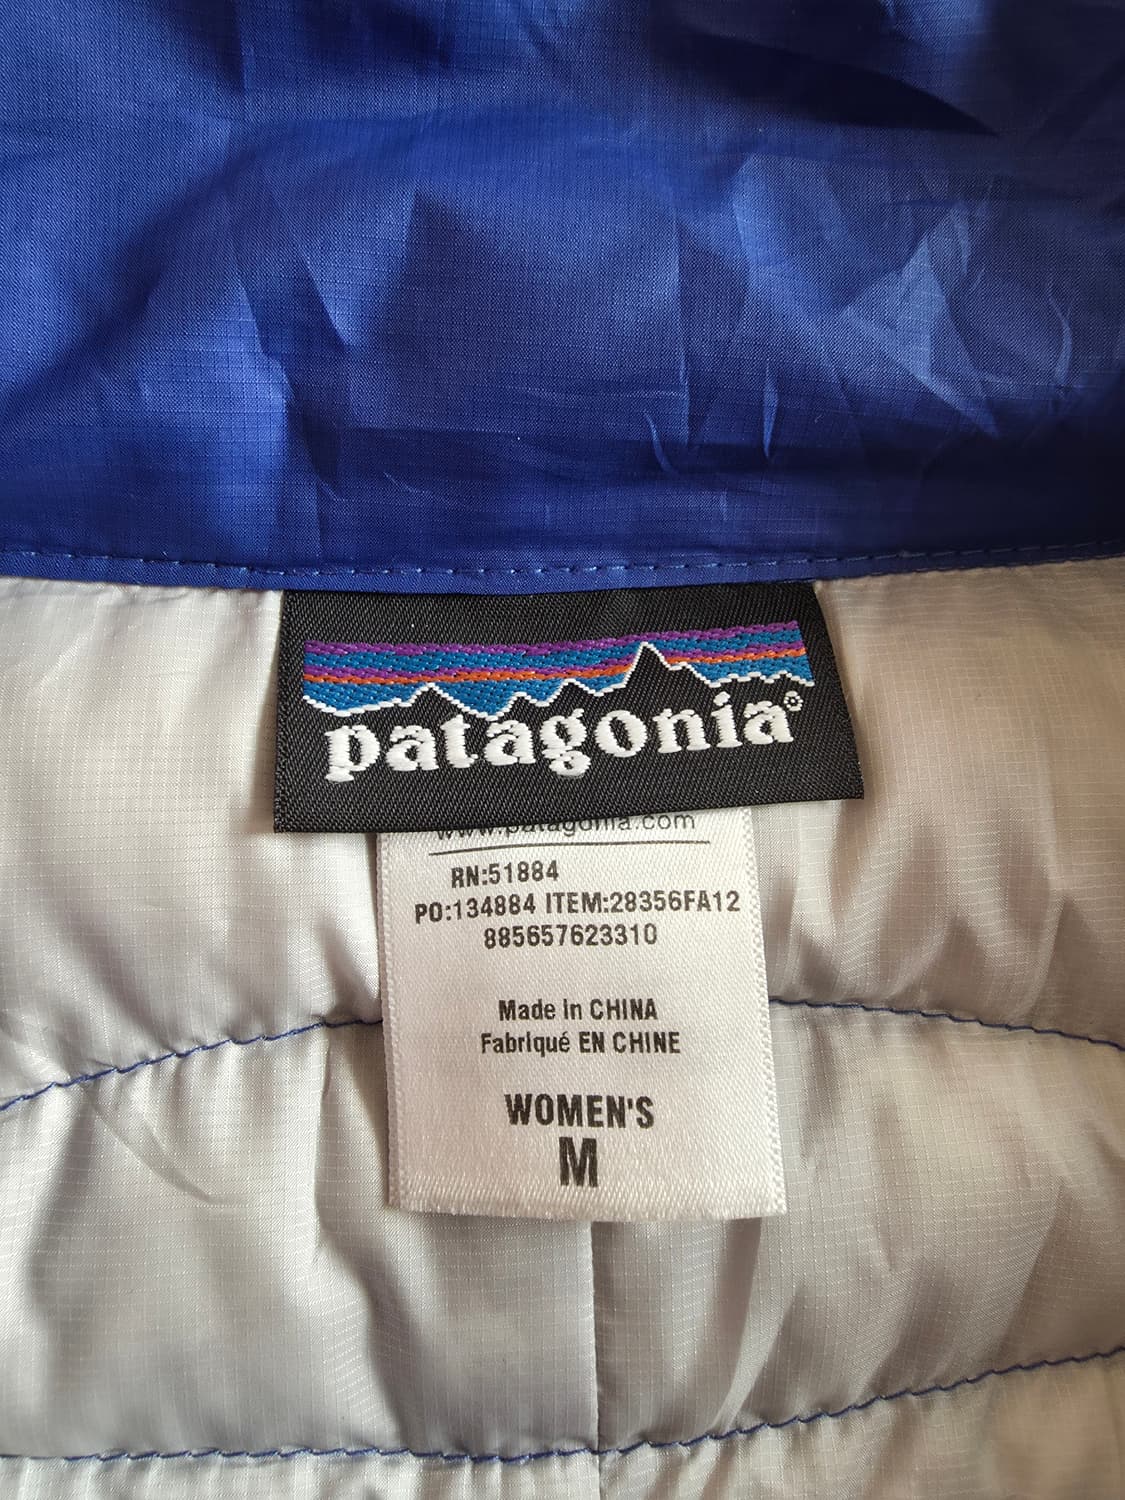 patagonia®
www.patagonia.com
RN:51884
PO:134884 ITEM:28356FA12
885657623310
Made in CHINA
Fabriqué EN CHINE
WOMEN'S
M